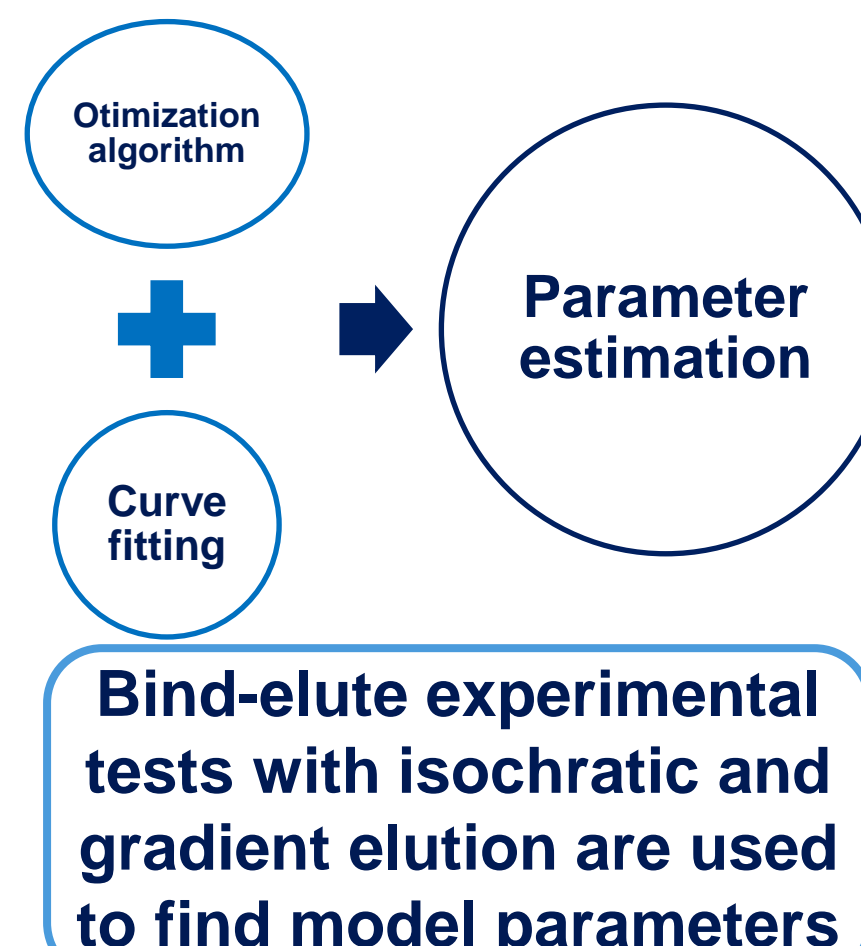 Otimization
algorithm
Parameter
estimation
Curve
fitting
Bind-elute experimental
tests with isochratic and
gradient elution are used
to find model parameters